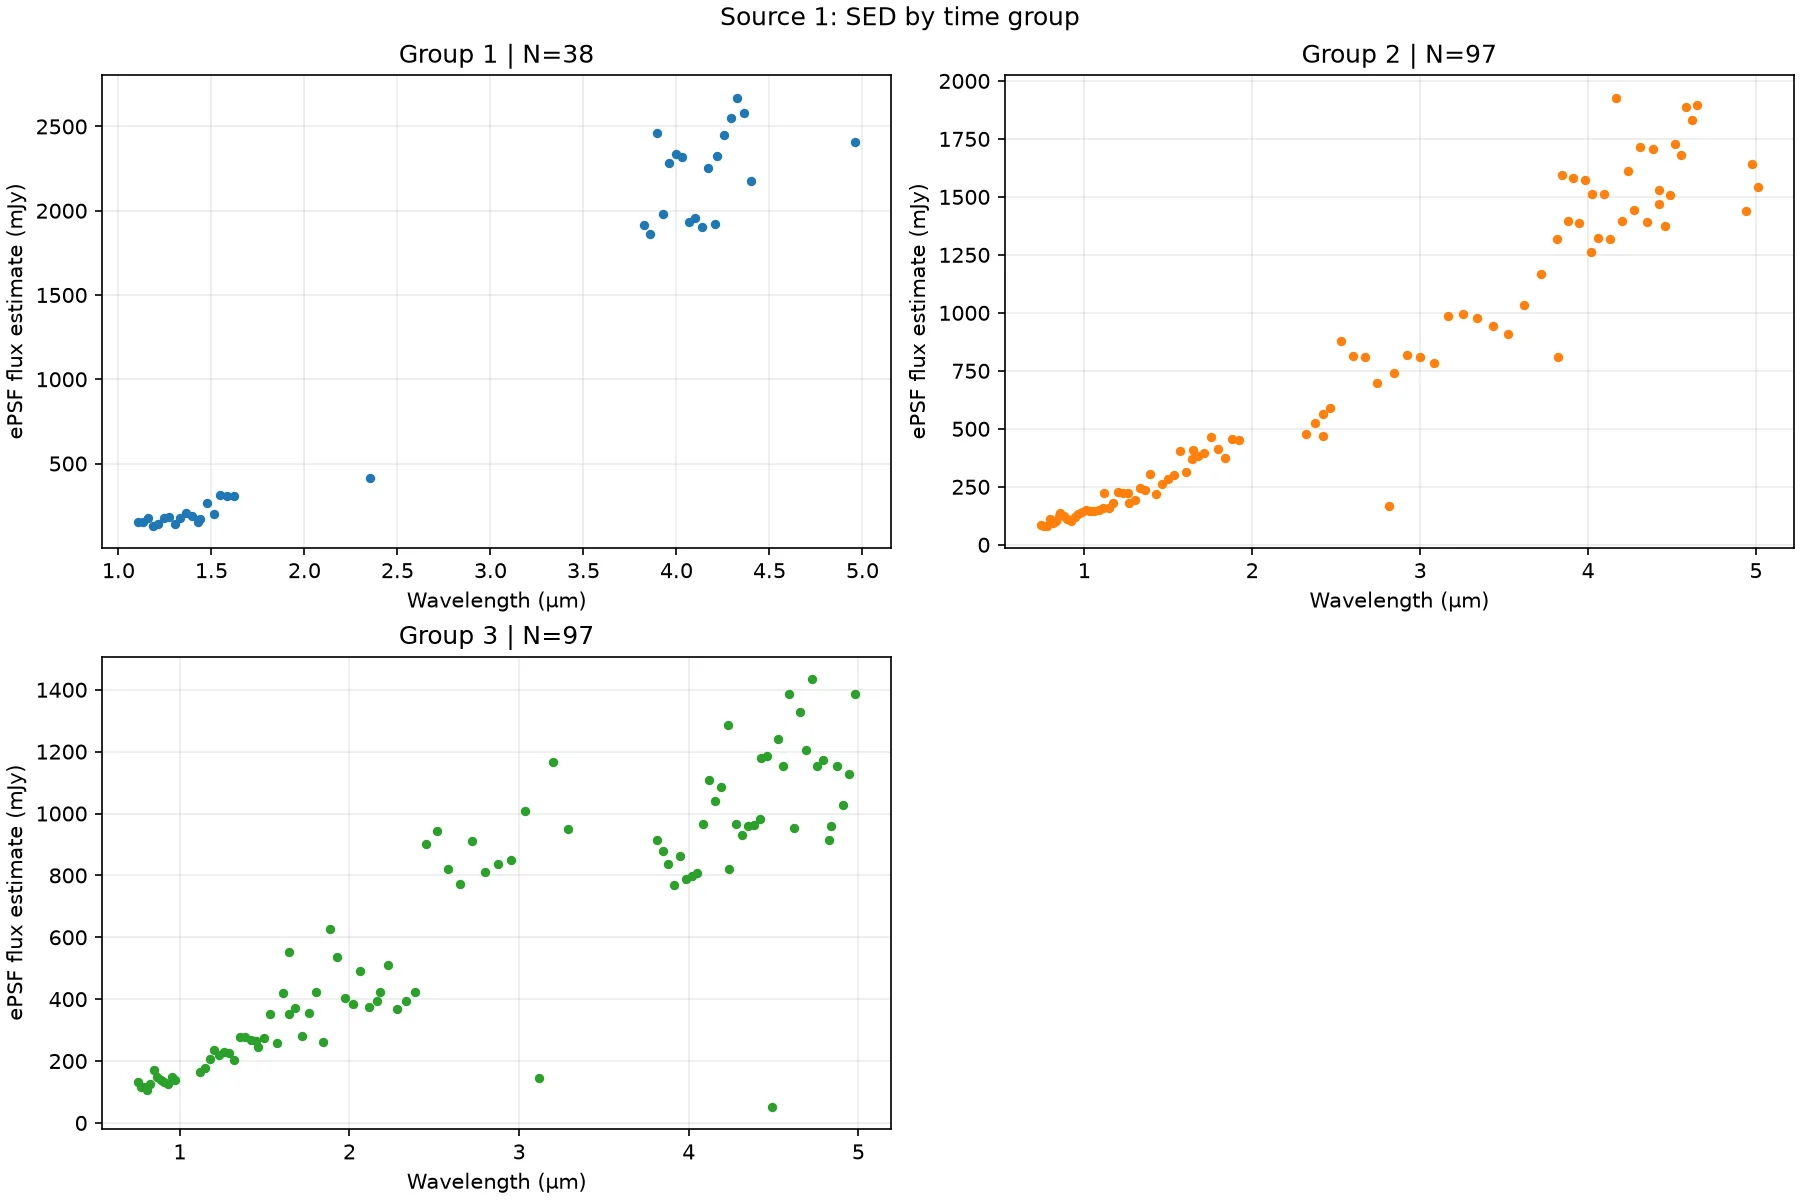 Source 1: SED by time group
Group 1 | N=38
ePSF flux estimate (mJy)
2500
2000
1500
1000
500
1.0 1.5 2.0 2.5 3.0 3.5 4.0 4.5 5.0
Wavelength (µm)
Group 2 | N=97
ePSF flux estimate (mJy)
2000
1750
1500
1250
1000
750
500
250
0
1 2 3 4 5
Wavelength (µm)
Group 3 | N=97
ePSF flux estimate (mJy)
1400
1200
1000
800
600
400
200
0
1 2 3 4 5
Wavelength (µm)